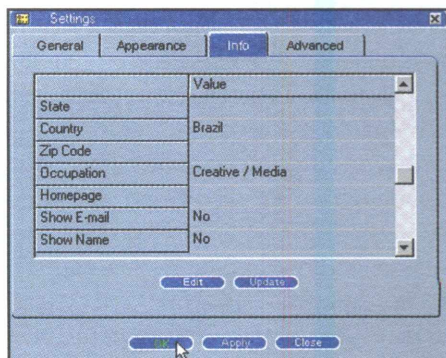 Settings
General Appearance Info Advanced
Value
State
Country Brazil
Zip Code
Occupation Creative / Media
Homepage
Show E-mail No
Show Name No
Edit Update
OK Apply Close